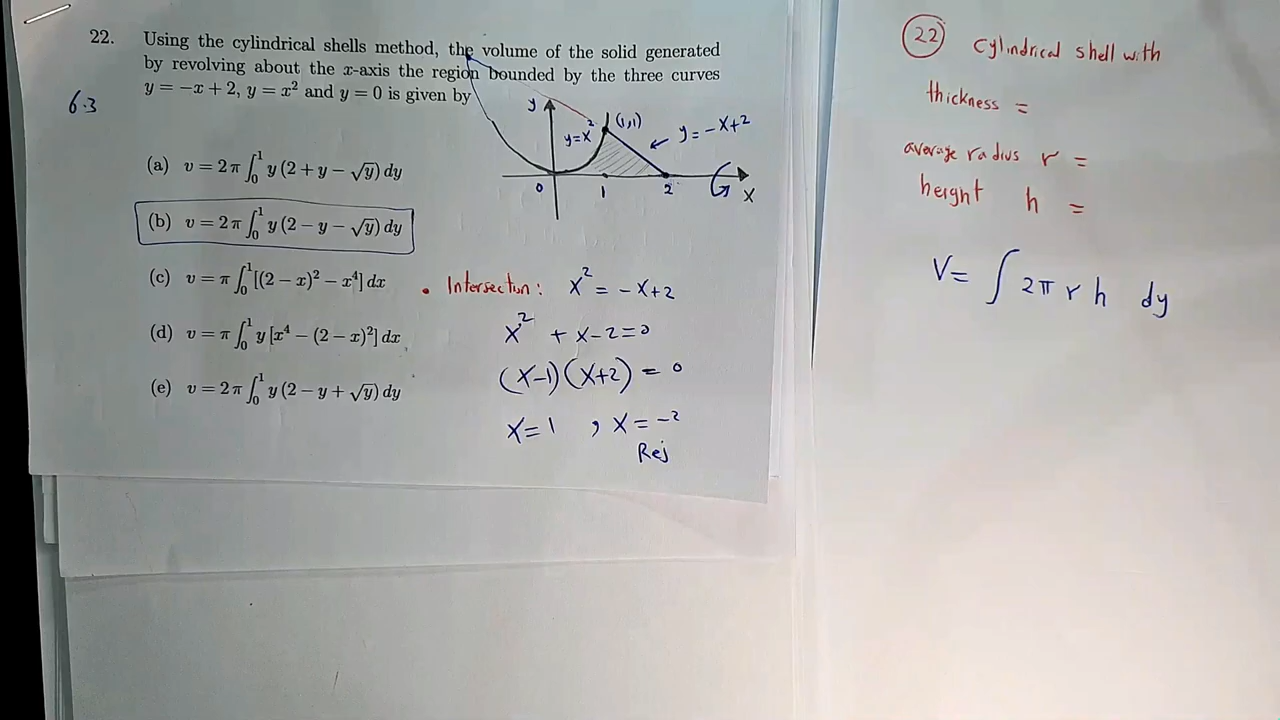 22. Using the cylindrical shells method, the volume of the solid generated
by revolving about the x-axis the region bounded by the three curves
y = −x + 2, y = x² and y = 0 is given by
6.3
y
y=x²
(1,1)
y=-x+2
0
1
2
x
(a) v = 2π ∫₀¹ y (2 + y − √y) dy
(b) v = 2π ∫₀¹ y (2 − y − √y) dy
(c) v = π ∫₀¹ [(2 − x)² − x⁴] dx
(d) v = π ∫₀¹ y [x⁴ − (2 − x)²] dx
(e) v = 2π ∫₀¹ y (2 − y + √y) dy
• Intersectun: x² = -x+2
x² + x-2=0
(x-1)(x+2) = 0
x=1 , x=-2
Rej
22 Cylindrical shell with
thickness =
average radius r =
height h =
V= ∫ 2π r h dy